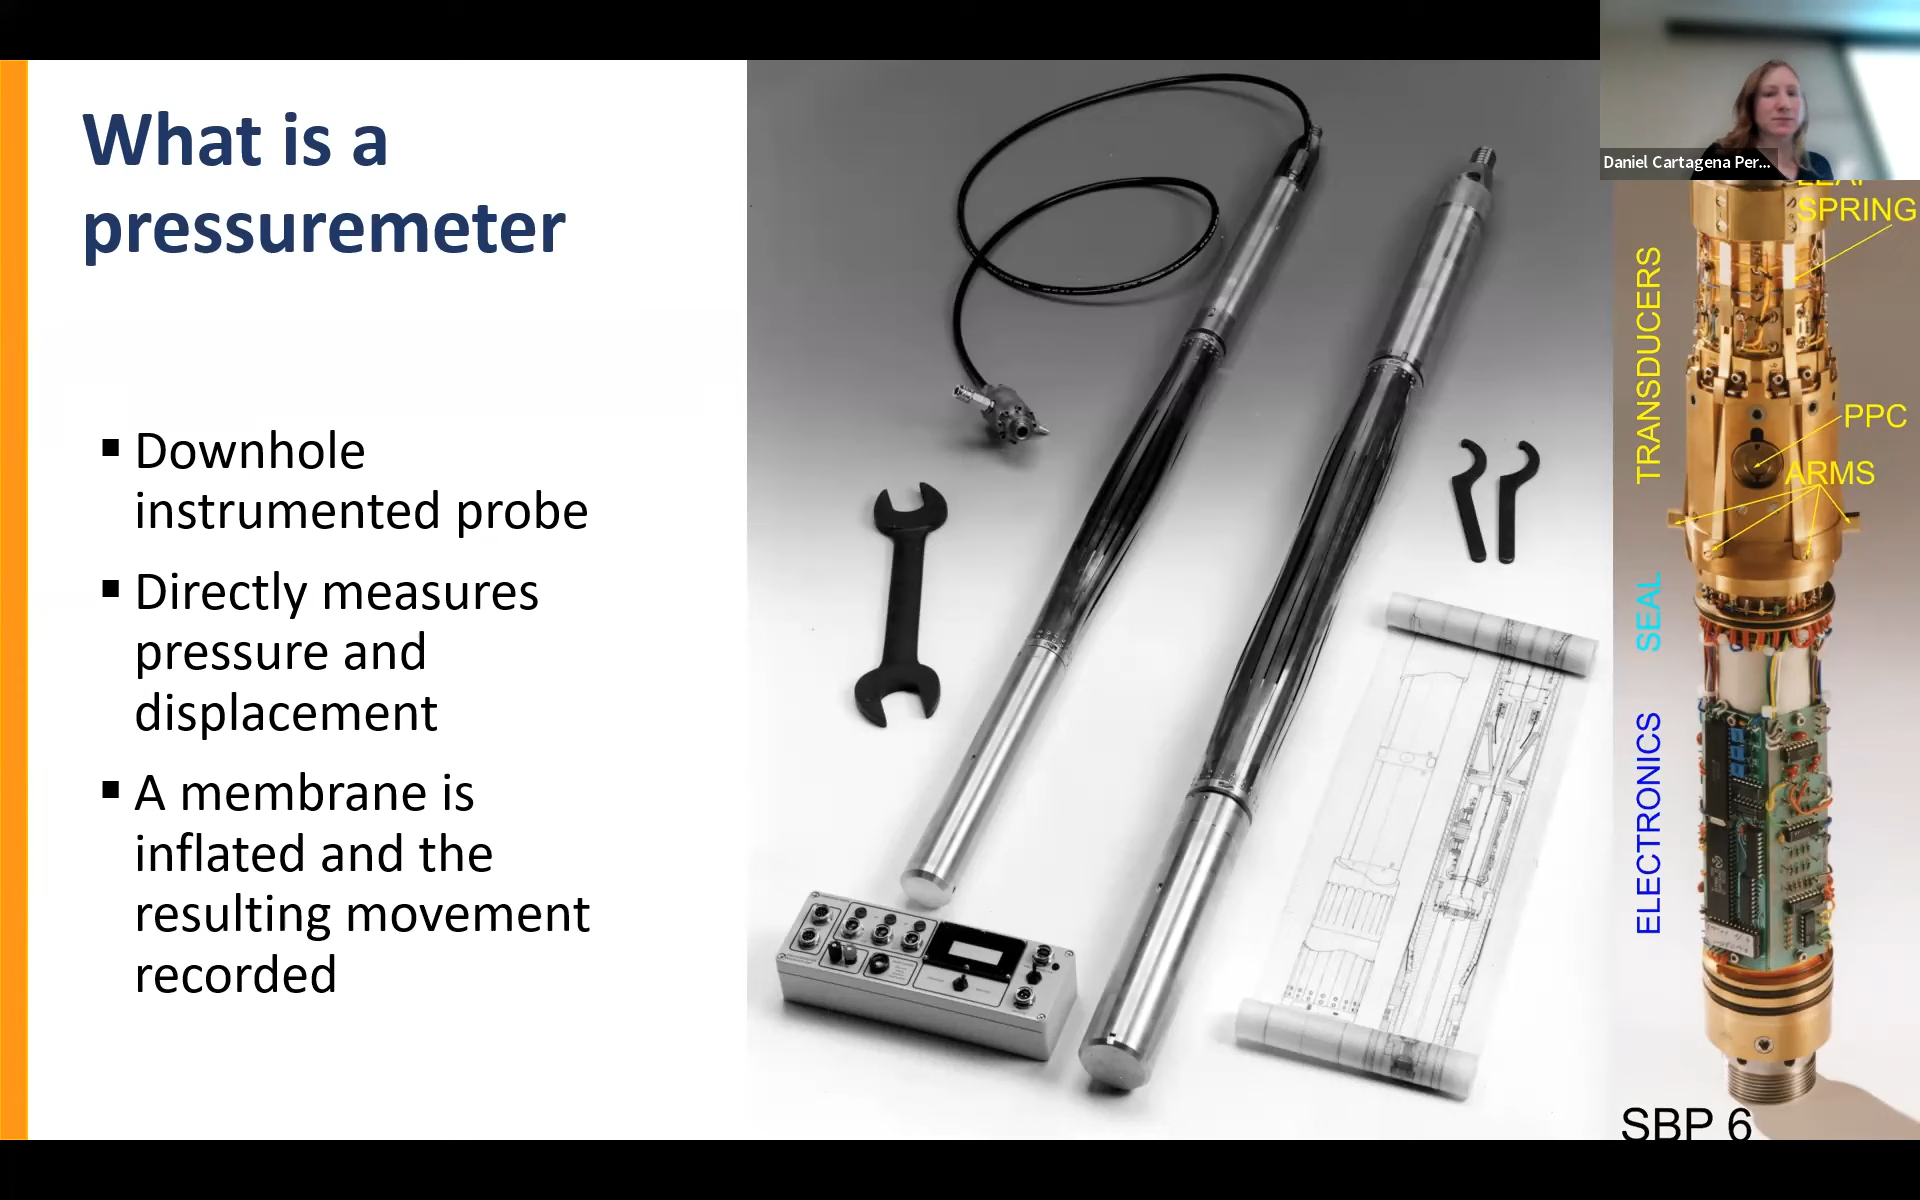 What is a
pressuremeter
▪ Downhole
instrumented probe
▪ Directly measures
pressure and
displacement
▪ A membrane is
inflated and the
resulting movement
recorded
Daniel Cartagena Per...
SPRING
TRANSDUCERS
PPC
ARMS
SEAL
ELECTRONICS
SBP 6